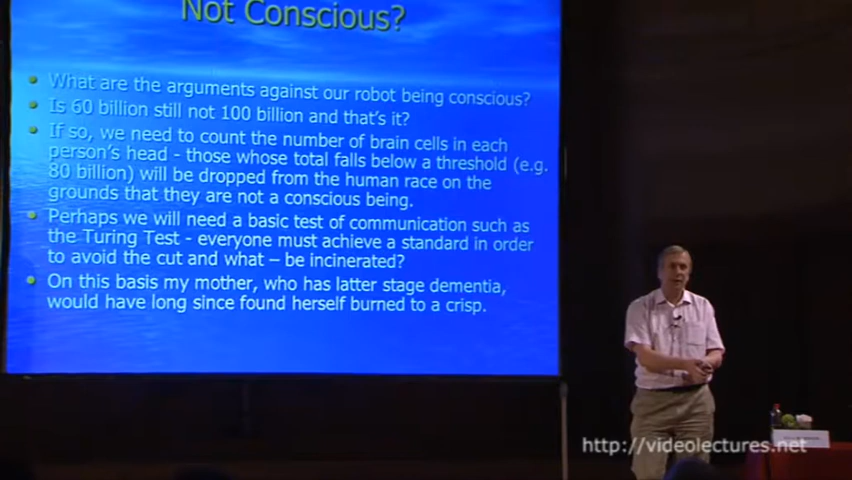 Not Conscious?
What are the arguments against our robot being conscious?
Is 60 billion still not 100 billion and that's it?
If so, we need to count the number of brain cells in each
person's head - those whose total falls below a threshold (e.g.
80 billion) will be dropped from the human race on the
grounds that they are not a conscious being.
Perhaps we will need a basic test of communication such as
the Turing Test - everyone must achieve a standard in order
to avoid the cut and what – be incinerated?
On this basis my mother, who has latter stage dementia,
would have long since found herself burned to a crisp.
http://videolectures.net